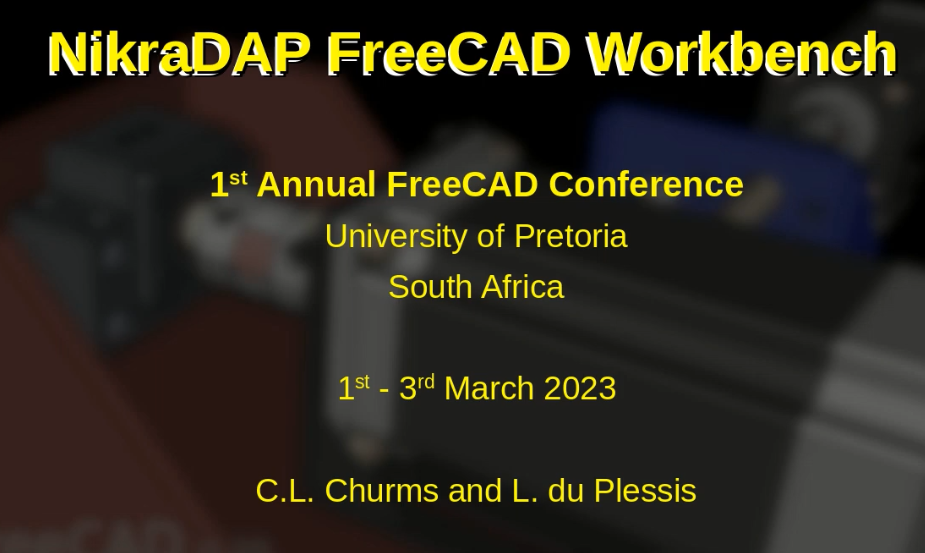 NikraDAP FreeCAD Workbench
1st Annual FreeCAD Conference
University of Pretoria
South Africa
1st - 3rd March 2023
C.L. Churms and L. du Plessis